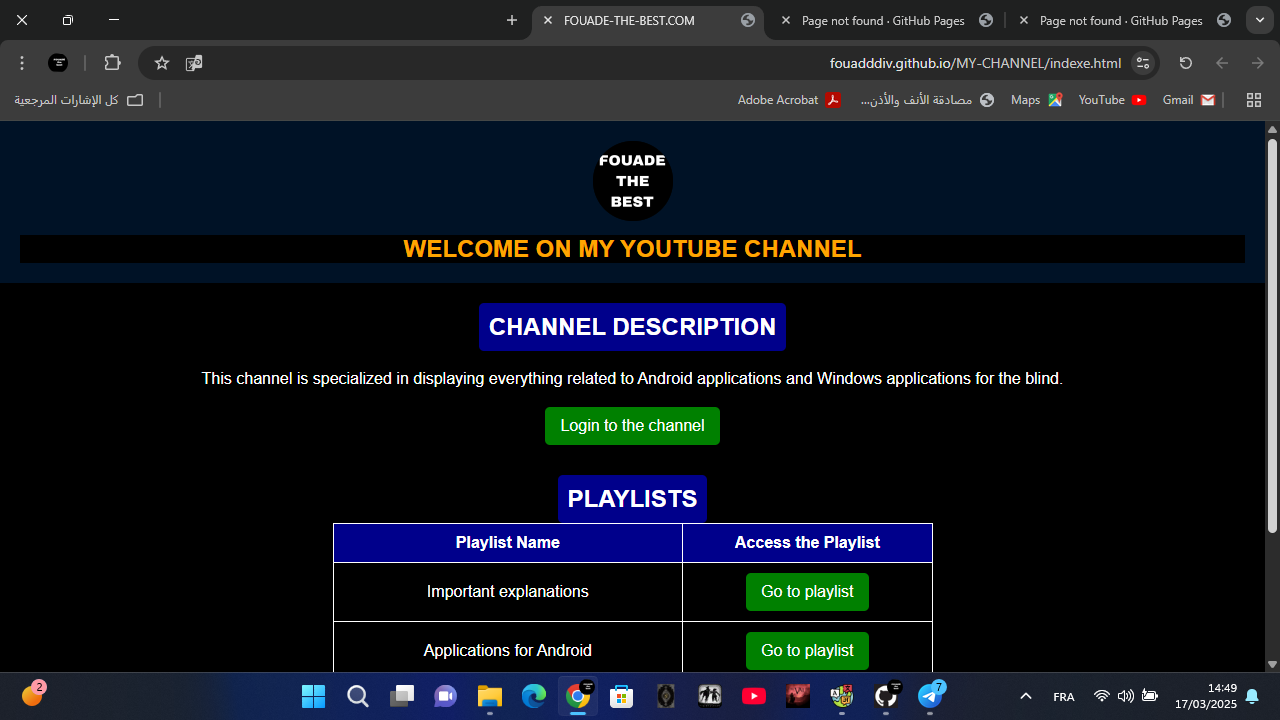 FOUADE-THE-BEST.COM
Page not found · GitHub Pages
Page not found · GitHub Pages
fouadddiv.github.io/MY-CHANNEL/indexe.html
كل الإشارات المرجعية
Adobe Acrobat
مصادقة الأنف والأذن...
Maps
YouTube
Gmail
FOUADE
THE
BEST
WELCOME ON MY YOUTUBE CHANNEL
CHANNEL DESCRIPTION
This channel is specialized in displaying everything related to Android applications and Windows applications for the blind.
Login to the channel
PLAYLISTS
Playlist Name Access the Playlist
Important explanations Go to playlist
Applications for Android Go to playlist
2
7
FRA
14:49
17/03/2025